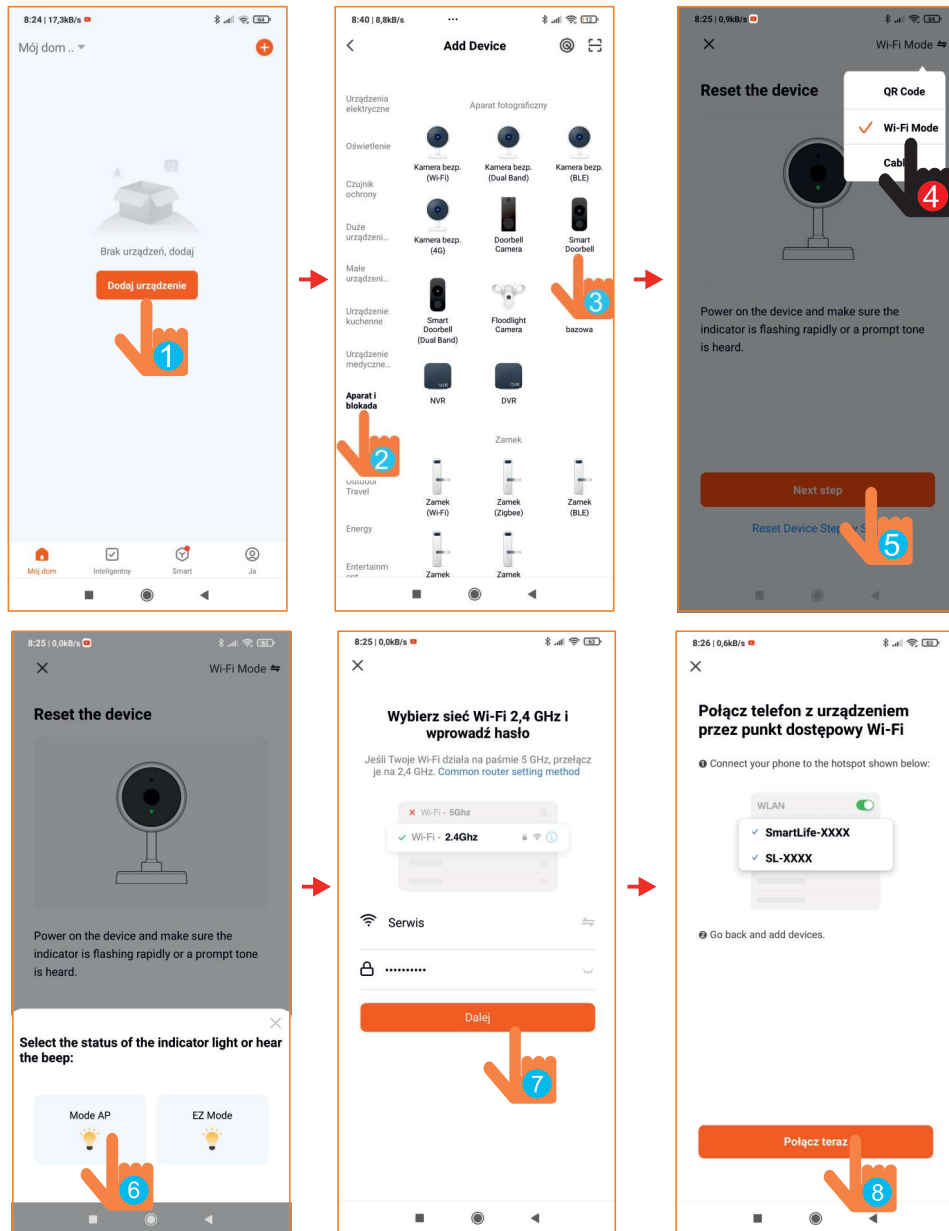 8:24 | 17,3kB/s
64
Mój dom ..
Brak urządzeń, dodaj
Dodaj urządzenie
1
Mój dom
Inteligentny
Smart
Ja
8:40 | 8,8kB/s
...
12
Add Device
Urządzenia
elektryczne
Oświetlenie
Czujnik
ochrony
Duże
urządzeni...
Małe
urządzeni...
Urządzenie
kuchenne
Urządzenie
medyczne...
Aparat i
blokada
2
Travel
Energy
Entertainm
Aparat fotograficzny
Kamera bezp.
(Wi-Fi)
Kamera bezp.
(Dual Band)
Kamera bezp.
(BLE)
Kamera bezp.
(4G)
Doorbell
Camera
Smart
Doorbell
3
Smart
Doorbell
(Dual Band)
Floodlight
Camera
bazowa
NVR
NVR
DVR
DVR
Zamek
Zamek
(Wi-Fi)
Zamek
(Zigbee)
Zamek
(BLE)
Zamek
Zamek
8:25 | 0,9kB/s
64
Wi-Fi Mode
Reset the device
QR Code
Wi-Fi Mode
Cabl
4
Power on the device and make sure the
indicator is flashing rapidly or a prompt tone
is heard.
Next step
Reset Device Step
5
8:25 | 0,0kB/s
63
Wi-Fi Mode
Reset the device
Power on the device and make sure the
indicator is flashing rapidly or a prompt tone
is heard.
Select the status of the indicator light or hear
the beep:
Mode AP
EZ Mode
6
8:25 | 0,0kB/s
63
Wybierz sieć Wi-Fi 2,4 GHz i
wprowadź hasło
Jeśli Twoje Wi-Fi działa na paśmie 5 GHz, przełącz
je na 2,4 GHz. Common router setting method
Wi-Fi - 5Ghz
Wi-Fi - 2.4Ghz
Serwis
••••••••••
Dalej
7
8:26 | 0,6kB/s
63
Połącz telefon z urządzeniem
przez punkt dostępowy Wi-Fi
❶ Connect your phone to the hotspot shown below:
WLAN
SmartLife-XXXX
SL-XXXX
❷ Go back and add devices.
Połącz teraz
8